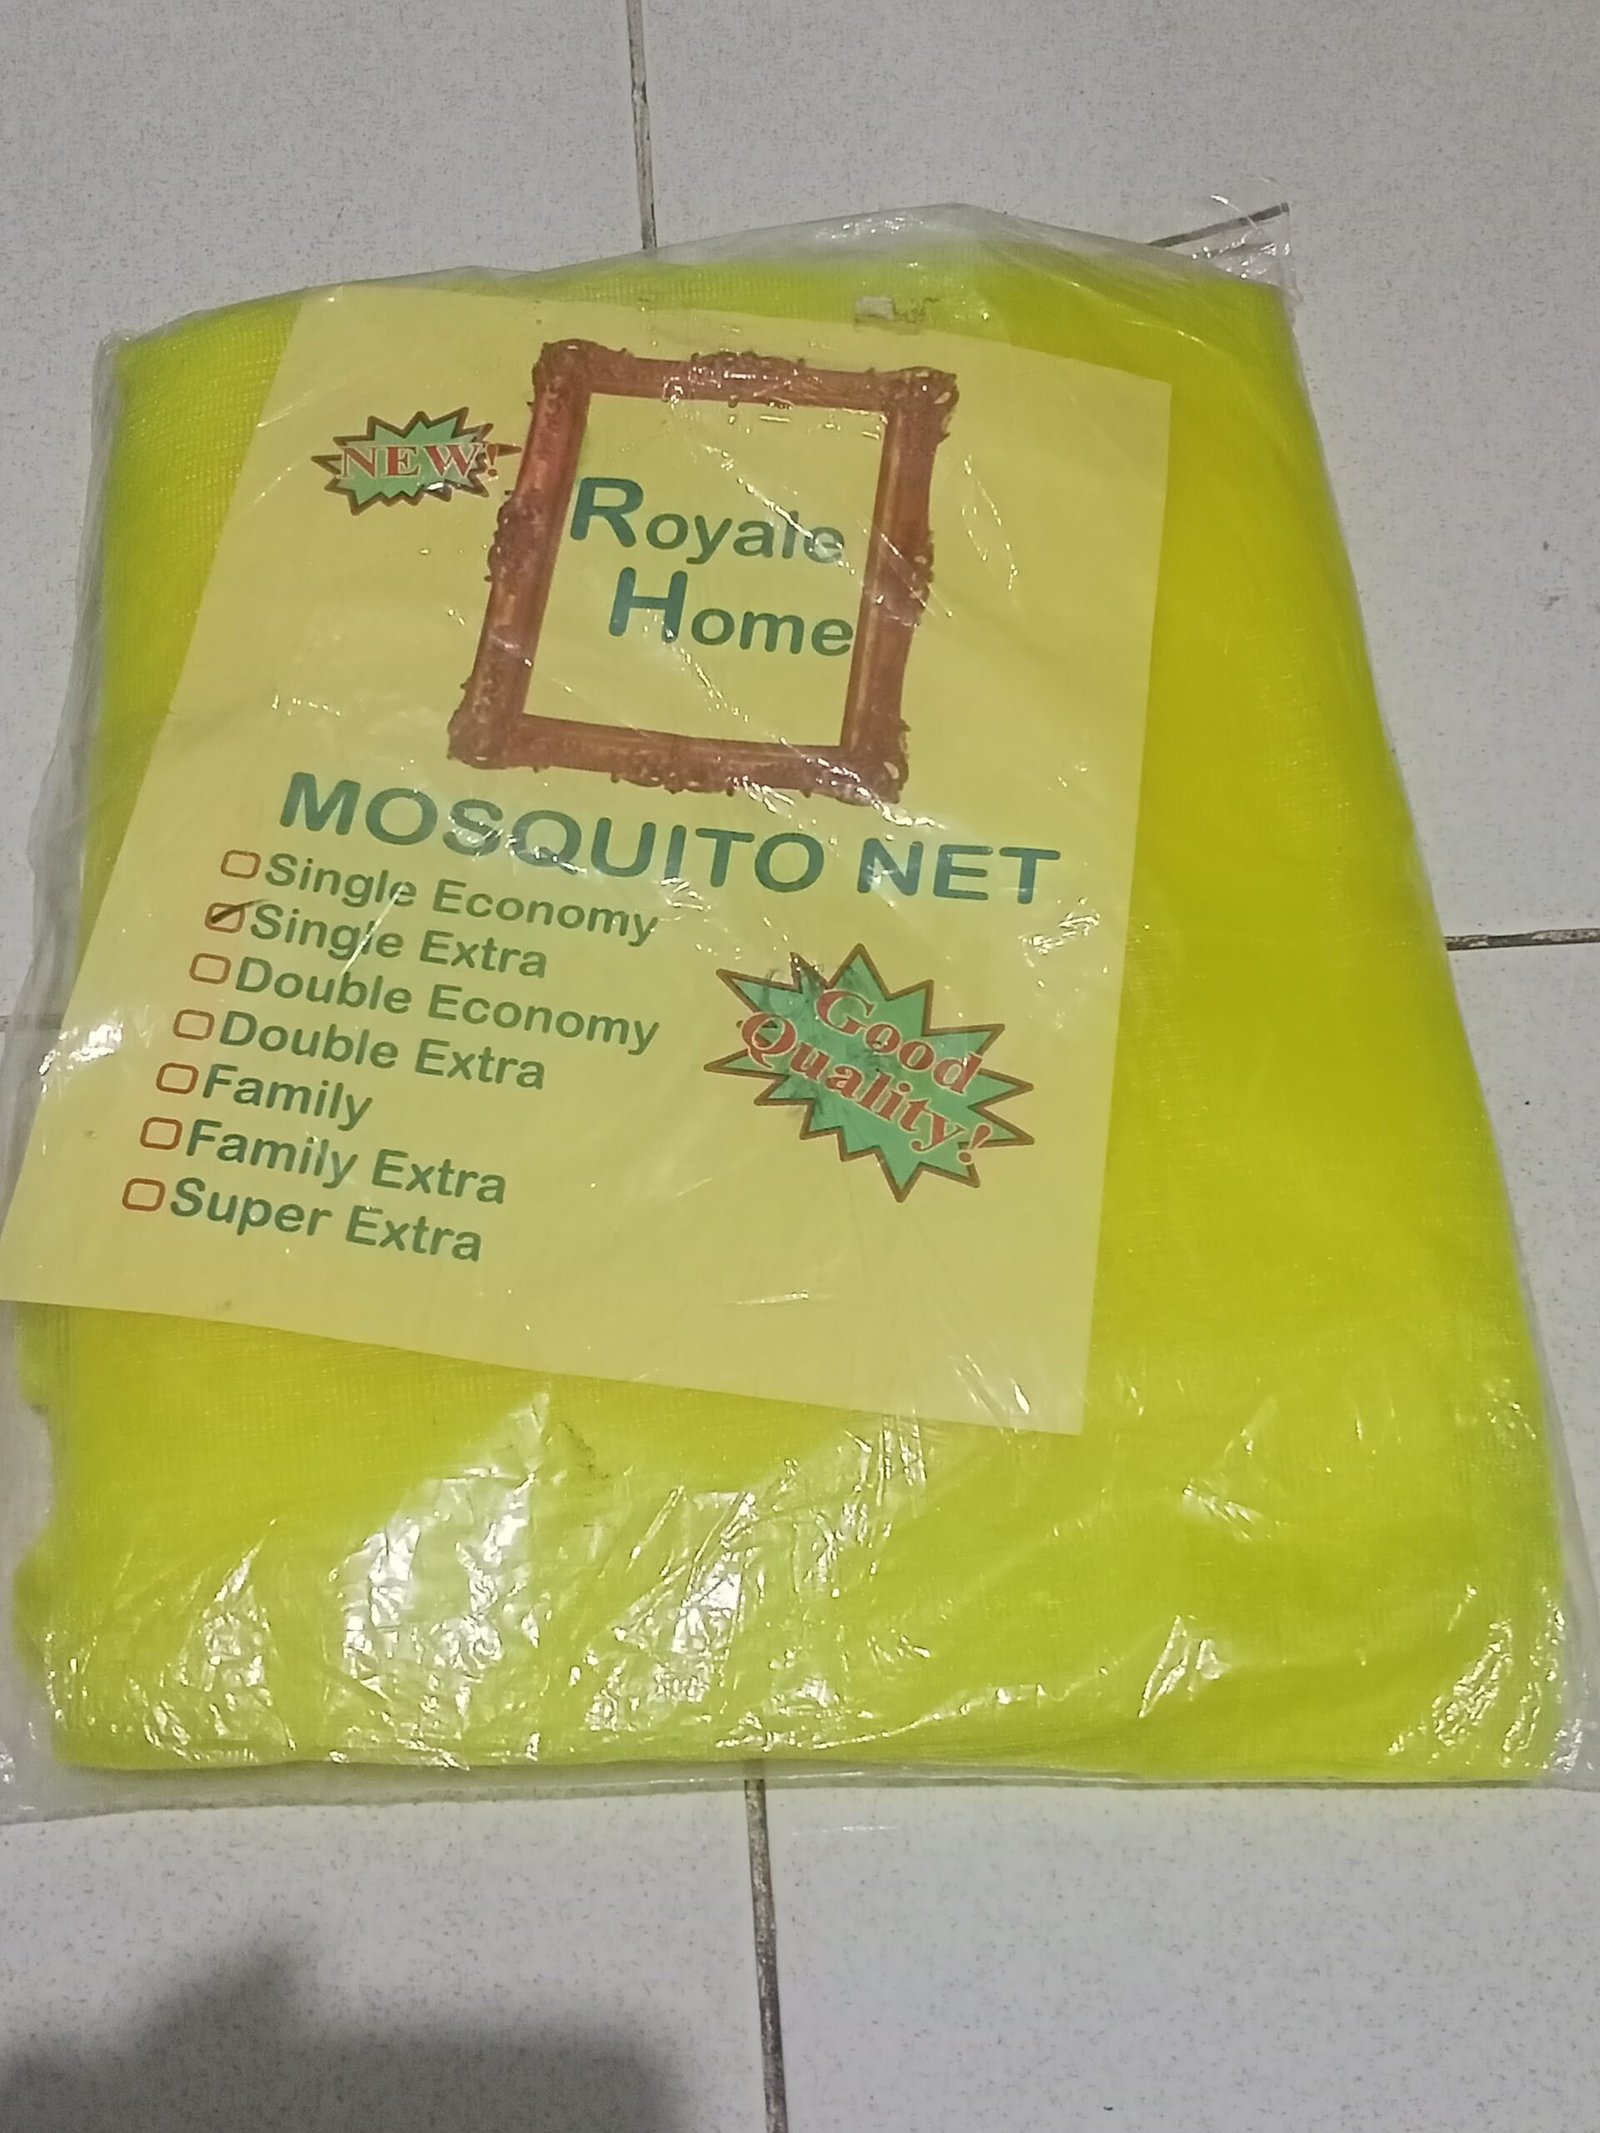 NEW!
Royale
Home
MOSQUITO NET
Single Economy
Single Extra
Double Economy
Double Extra
Family
Family Extra
Super Extra
Good
Quality!